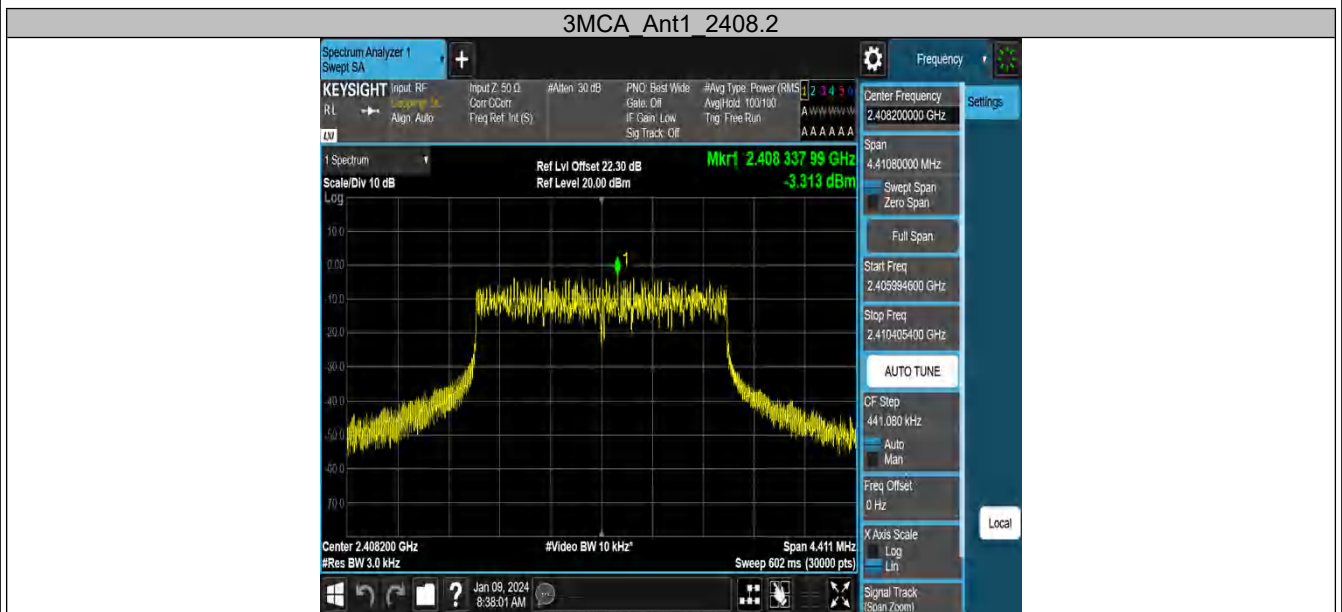 3MCA_Ant1_2408.2
Spectrum Analyzer 1
Swept SA
+
Frequency
KEYSIGHT
RL
LXI
Input: RF
Align: Auto
Input Z: 50 Ω
Corr CCorr
Freq Ref: Int (S)
#Atten: 30 dB
PNO: Best Wide
Gate: Off
IF Gain: Low
Sig Track: Off
#Avg Type: Power (RMS
Avg|Hold: 100/100
Trig: Free Run
1 2 3 4 5 6
A W W W W W
A A A A A A
Center Frequency
2.408200000 GHz
Settings
Span
4.41080000 MHz
Swept Span
Zero Span
Full Span
Start Freq
2.405994600 GHz
Stop Freq
2.410405400 GHz
AUTO TUNE
CF Step
441.080 kHz
Auto
Man
Freq Offset
0 Hz
X Axis Scale
Log
Lin
Signal Track
(Span Zoom)
Local
1 Spectrum
Scale/Div 10 dB
Log
Ref Lvl Offset 22.30 dB
Ref Level 20.00 dBm
Mkr1 2.408 337 99 GHz
-3.313 dBm
1
10.0
0.00
-10.0
-20.0
-30.0
-40.0
-50.0
-60.0
-70.0
Center 2.408200 GHz
#Res BW 3.0 kHz
#Video BW 10 kHz*
Span 4.411 MHz
Sweep 602 ms (30000 pts)
?
Jan 09, 2024
8:38:01 AM